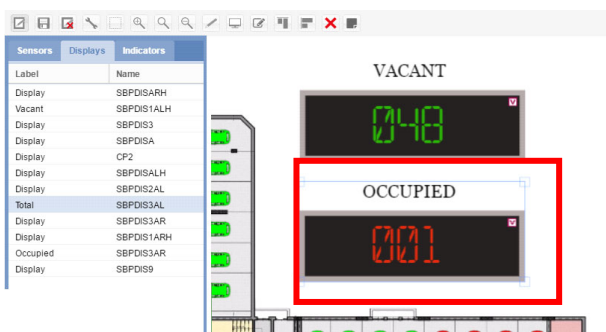 Sensors Displays Indicators
Label Name
Display SBPDISARH
Vacant SBPDIS1ALH
Display SBPDIS3
Display SBPDISA
Display CP2
Display SBPDISALH
Display SBPDIS2AL
Total SBPDIS3AL
Display SBPDIS3AR
Display SBPDIS1ARH
Occupied SBPDIS3AR
Display SBPDIS9
VACANT
V
048
OCCUPIED
V
001